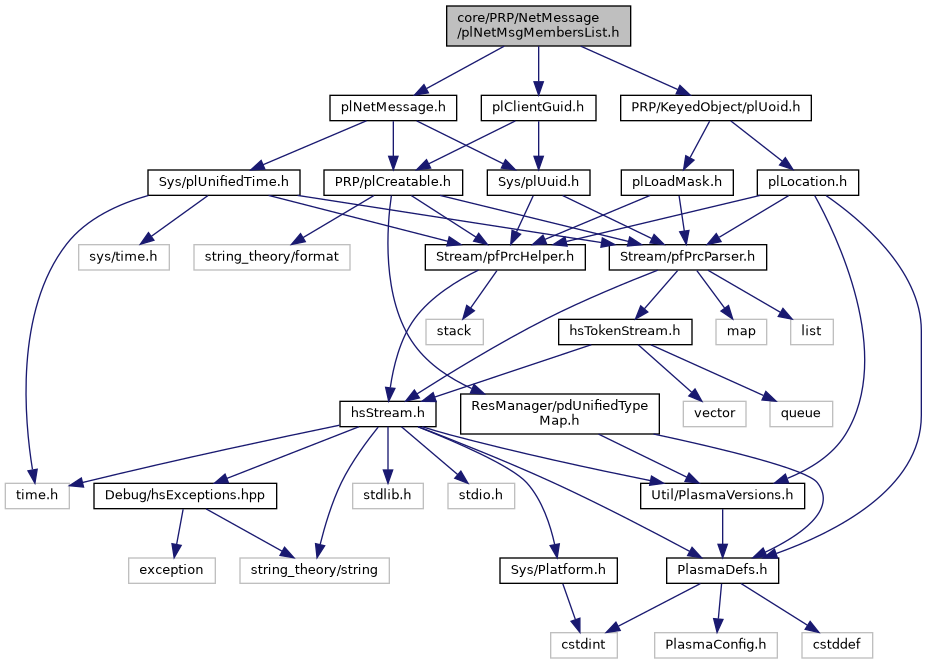 core/PRP/NetMessage
/plNetMsgMembersList.h
plNetMessage.h
plClientGuid.h
PRP/KeyedObject/plUoid.h
Sys/plUnifiedTime.h
PRP/plCreatable.h
Sys/plUuid.h
plLoadMask.h
plLocation.h
sys/time.h
string_theory/format
Stream/pfPrcHelper.h
Stream/pfPrcParser.h
stack
hsTokenStream.h
map
list
hsStream.h
ResManager/pdUnifiedType
Map.h
vector
queue
time.h
Debug/hsExceptions.hpp
stdlib.h
stdio.h
Util/PlasmaVersions.h
exception
string_theory/string
Sys/Platform.h
PlasmaDefs.h
cstdint
PlasmaConfig.h
cstddef